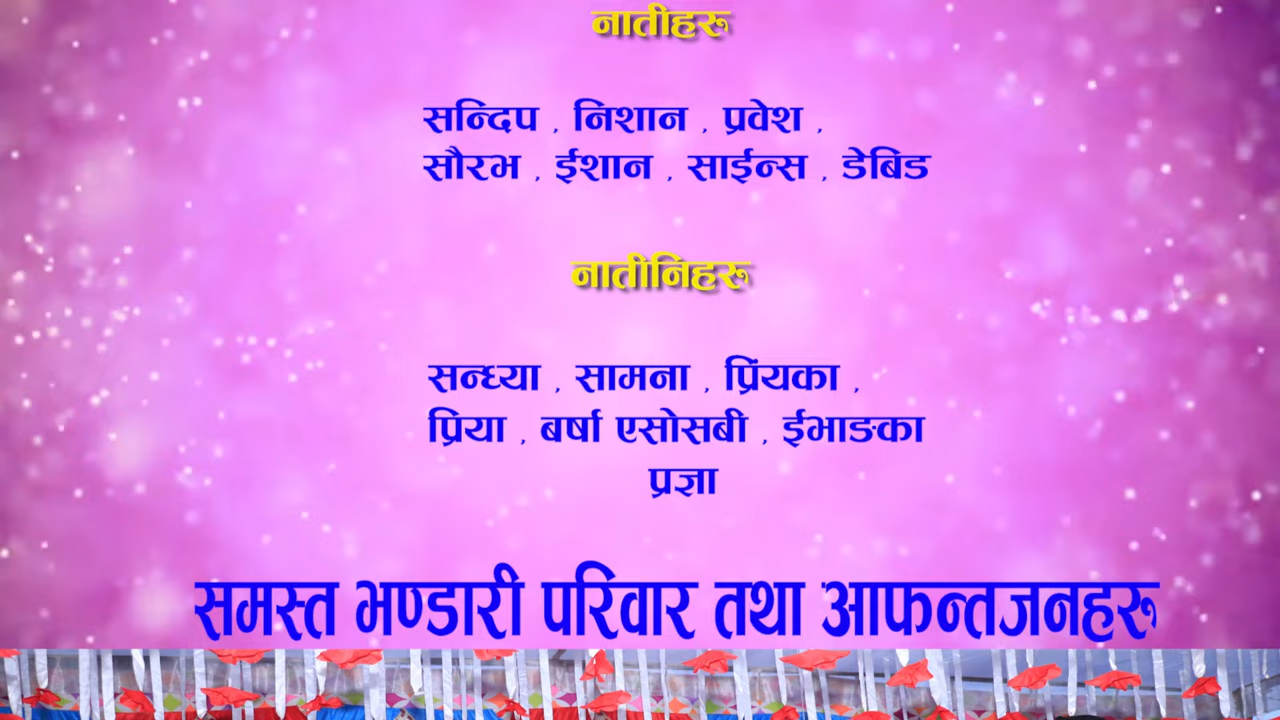 नातीहरू
सन्दिप , निशान , प्रवेश ,
सौरभ , ईशान , साईन्स , डेबिड
नातीनिहरू
सन्ध्या , सामना , प्रिंयका ,
प्रिया , बर्षा एसोसबी , ईभाङका
प्रज्ञा
समस्त भण्डारी परिवार तथा आफन्तजनहरू